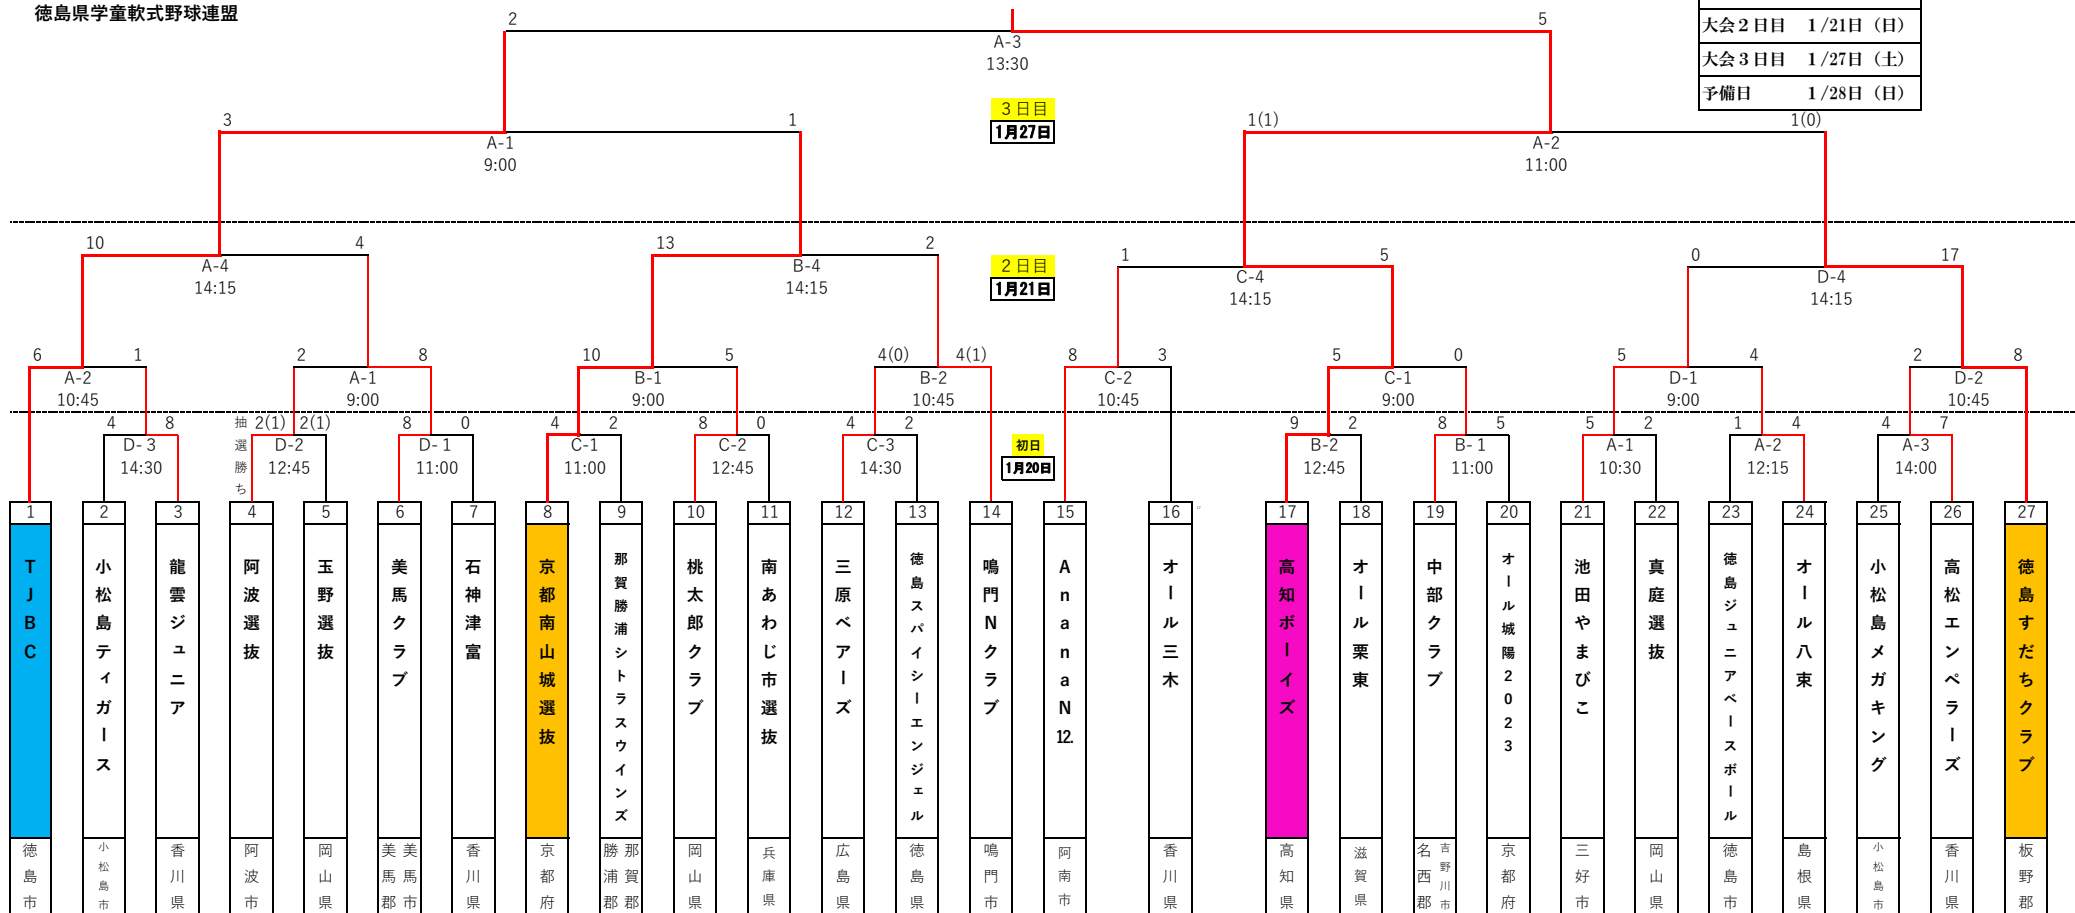 徳島県学童軟式野球連盟
大会2日目 1/21日（日）
大会3日目 1/27日（土）
予備日 1/28日（日）
2 5
A-3
13:30
3日目
1月27日
3 1 1(1) 1(0)
A-1 A-2
9:00 11:00
10 4 13 2 1 5 0 17
2日目
1月21日
A-4 B-4 C-4 D-4
14:15 14:15 14:15 14:15
6 1 2 8 10 5 4(0) 4(1) 8 3 5 0 5 4 2 8
A-2 A-1 B-1 B-2 C-2 C-1 D-1 D-2
10:45 9:00 9:00 10:45 10:45 9:00 9:00 10:45
4 8 2(1) 2(1) 8 0 4 2 8 0 4 2 9 2 8 5 5 2 1 4 4 7
抽選勝ち
D-3 D-2 D-1 C-1 C-2 C-3 B-2 B-1 A-1 A-2 A-3
14:30 12:45 11:00 11:00 12:45 14:30 12:45 11:00 10:30 12:15 14:00
初日
1月20日
1 2 3 4 5 6 7 8 9 10 11 12 13 14 15 16 17 18 19 20 21 22 23 24 25 26 27
TJBC
小松島ティガース
龍雲ジュニア
阿波選抜
玉野選抜
美馬クラブ
石神津富
京都南山城選抜
那賀勝浦シトラスウインズ
桃太郎クラブ
南あわじ市選抜
三原ベアーズ
徳島スパイシーエンジェル
鳴門Nクラブ
AnanaN12.
オール三木
高知ボーイズ
オール栗東
中部クラブ
オール城陽2023
池田やまびこ
真庭選抜
徳島ジュニアベースボール
オール八束
小松島メガキング
高松エンペラーズ
徳島すだちクラブ
徳島市
小松島市
香川県
阿波市
岡山県
美馬市
美馬郡
香川県
京都府
那賀郡
勝浦郡
岡山県
兵庫県
広島県
徳島県
鳴門市
阿南市
香川県
高知県
滋賀県
吉野川市
名西郡
京都府
三好市
岡山県
徳島市
島根県
小松島市
香川県
板野郡